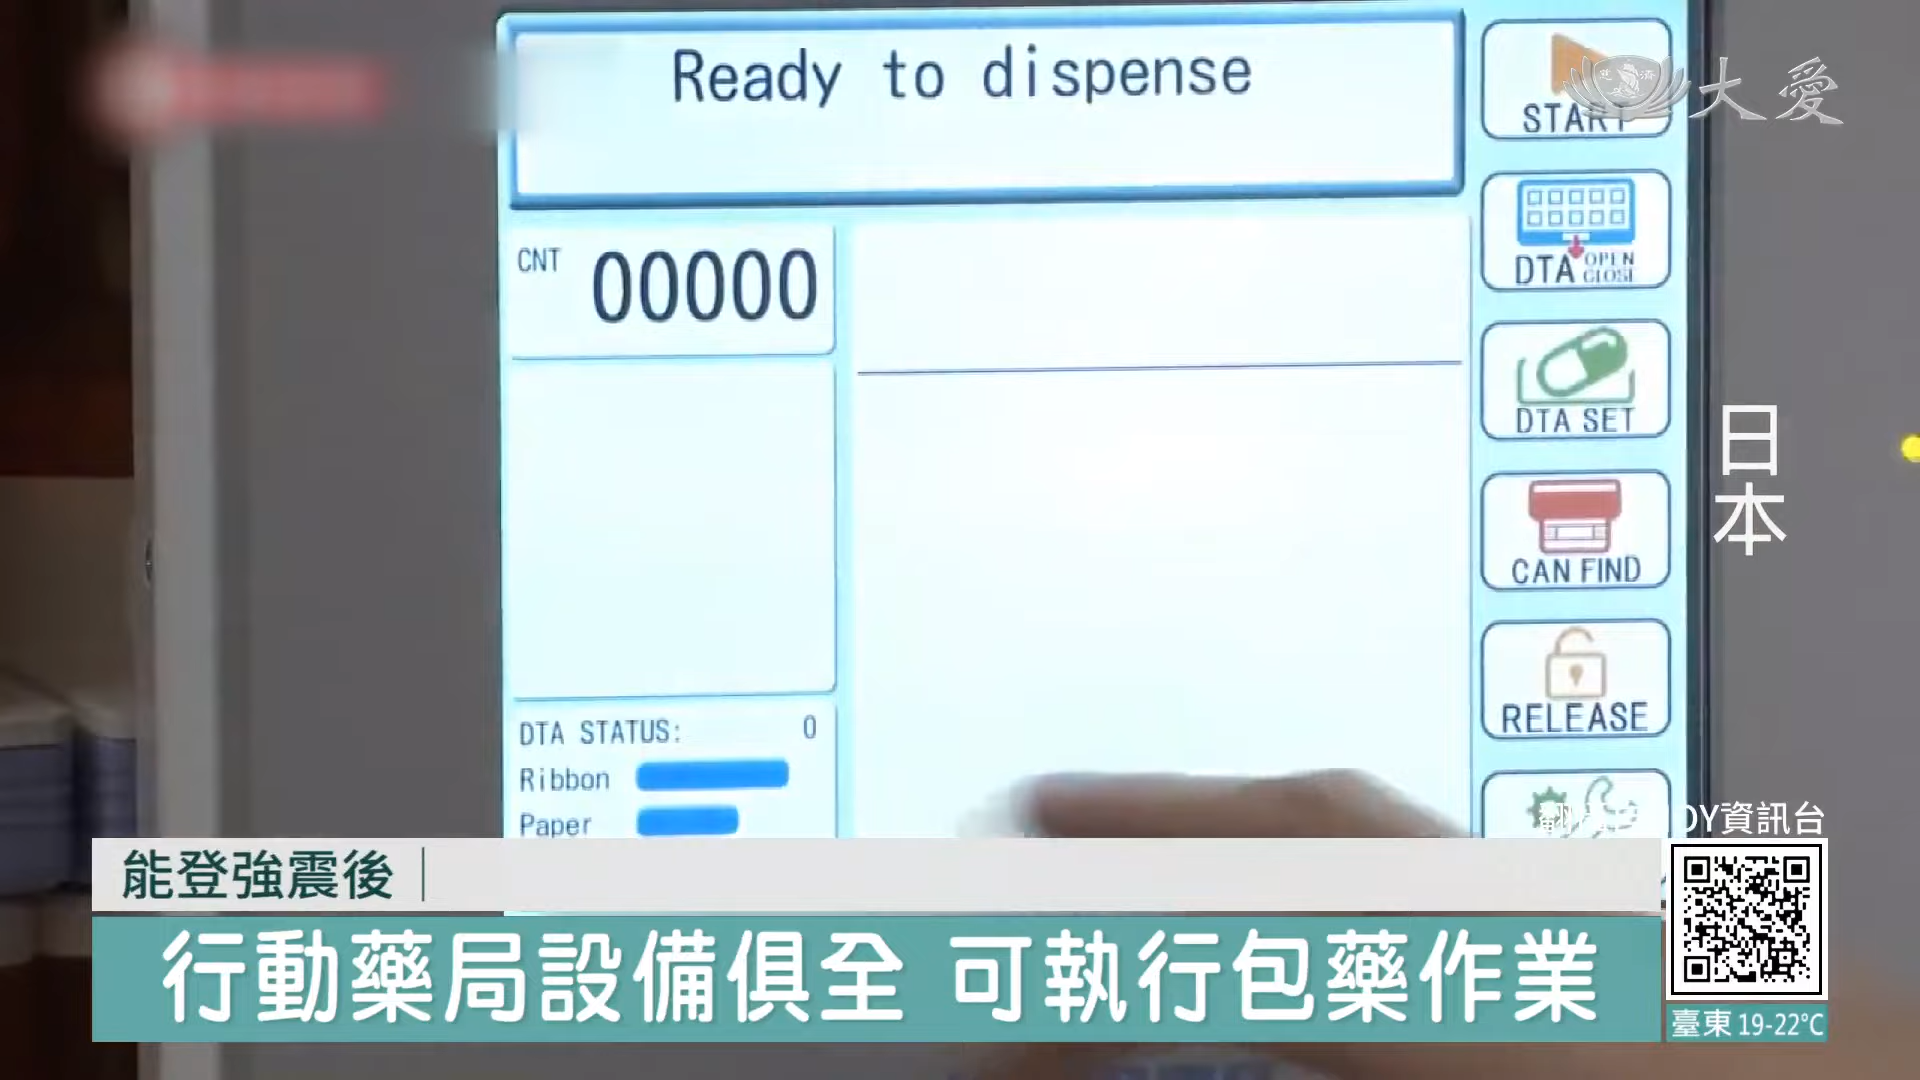 Ready to dispense
START
大愛
CNT 00000
DTA OPEN CLOSE
DTA SET
日本
CAN FIND
RELEASE
DTA STATUS: 0
Ribbon
Paper
資訊台
能登強震後
行動藥局設備俱全 可執行包藥作業
臺東 19-22°C